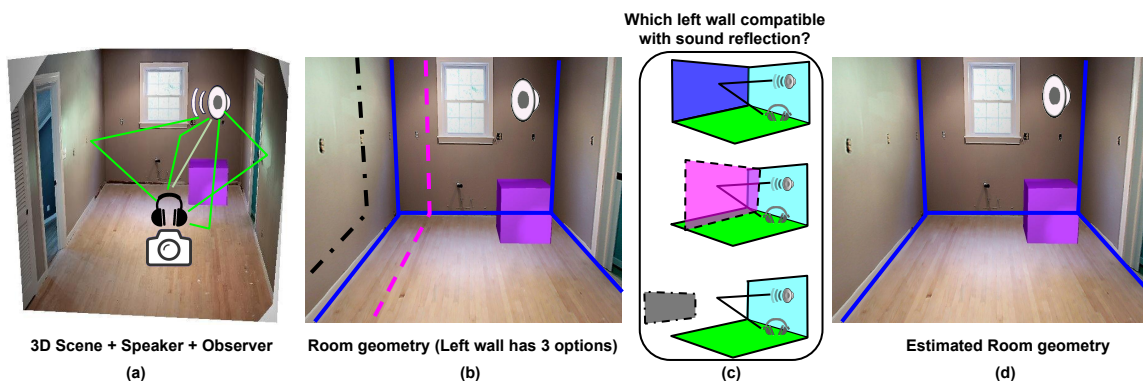 Which left wall compatible
with sound reflection?
3D Scene + Speaker + Observer
Room geometry (Left wall has 3 options)
Estimated Room geometry
(a)
(b)
(c)
(d)